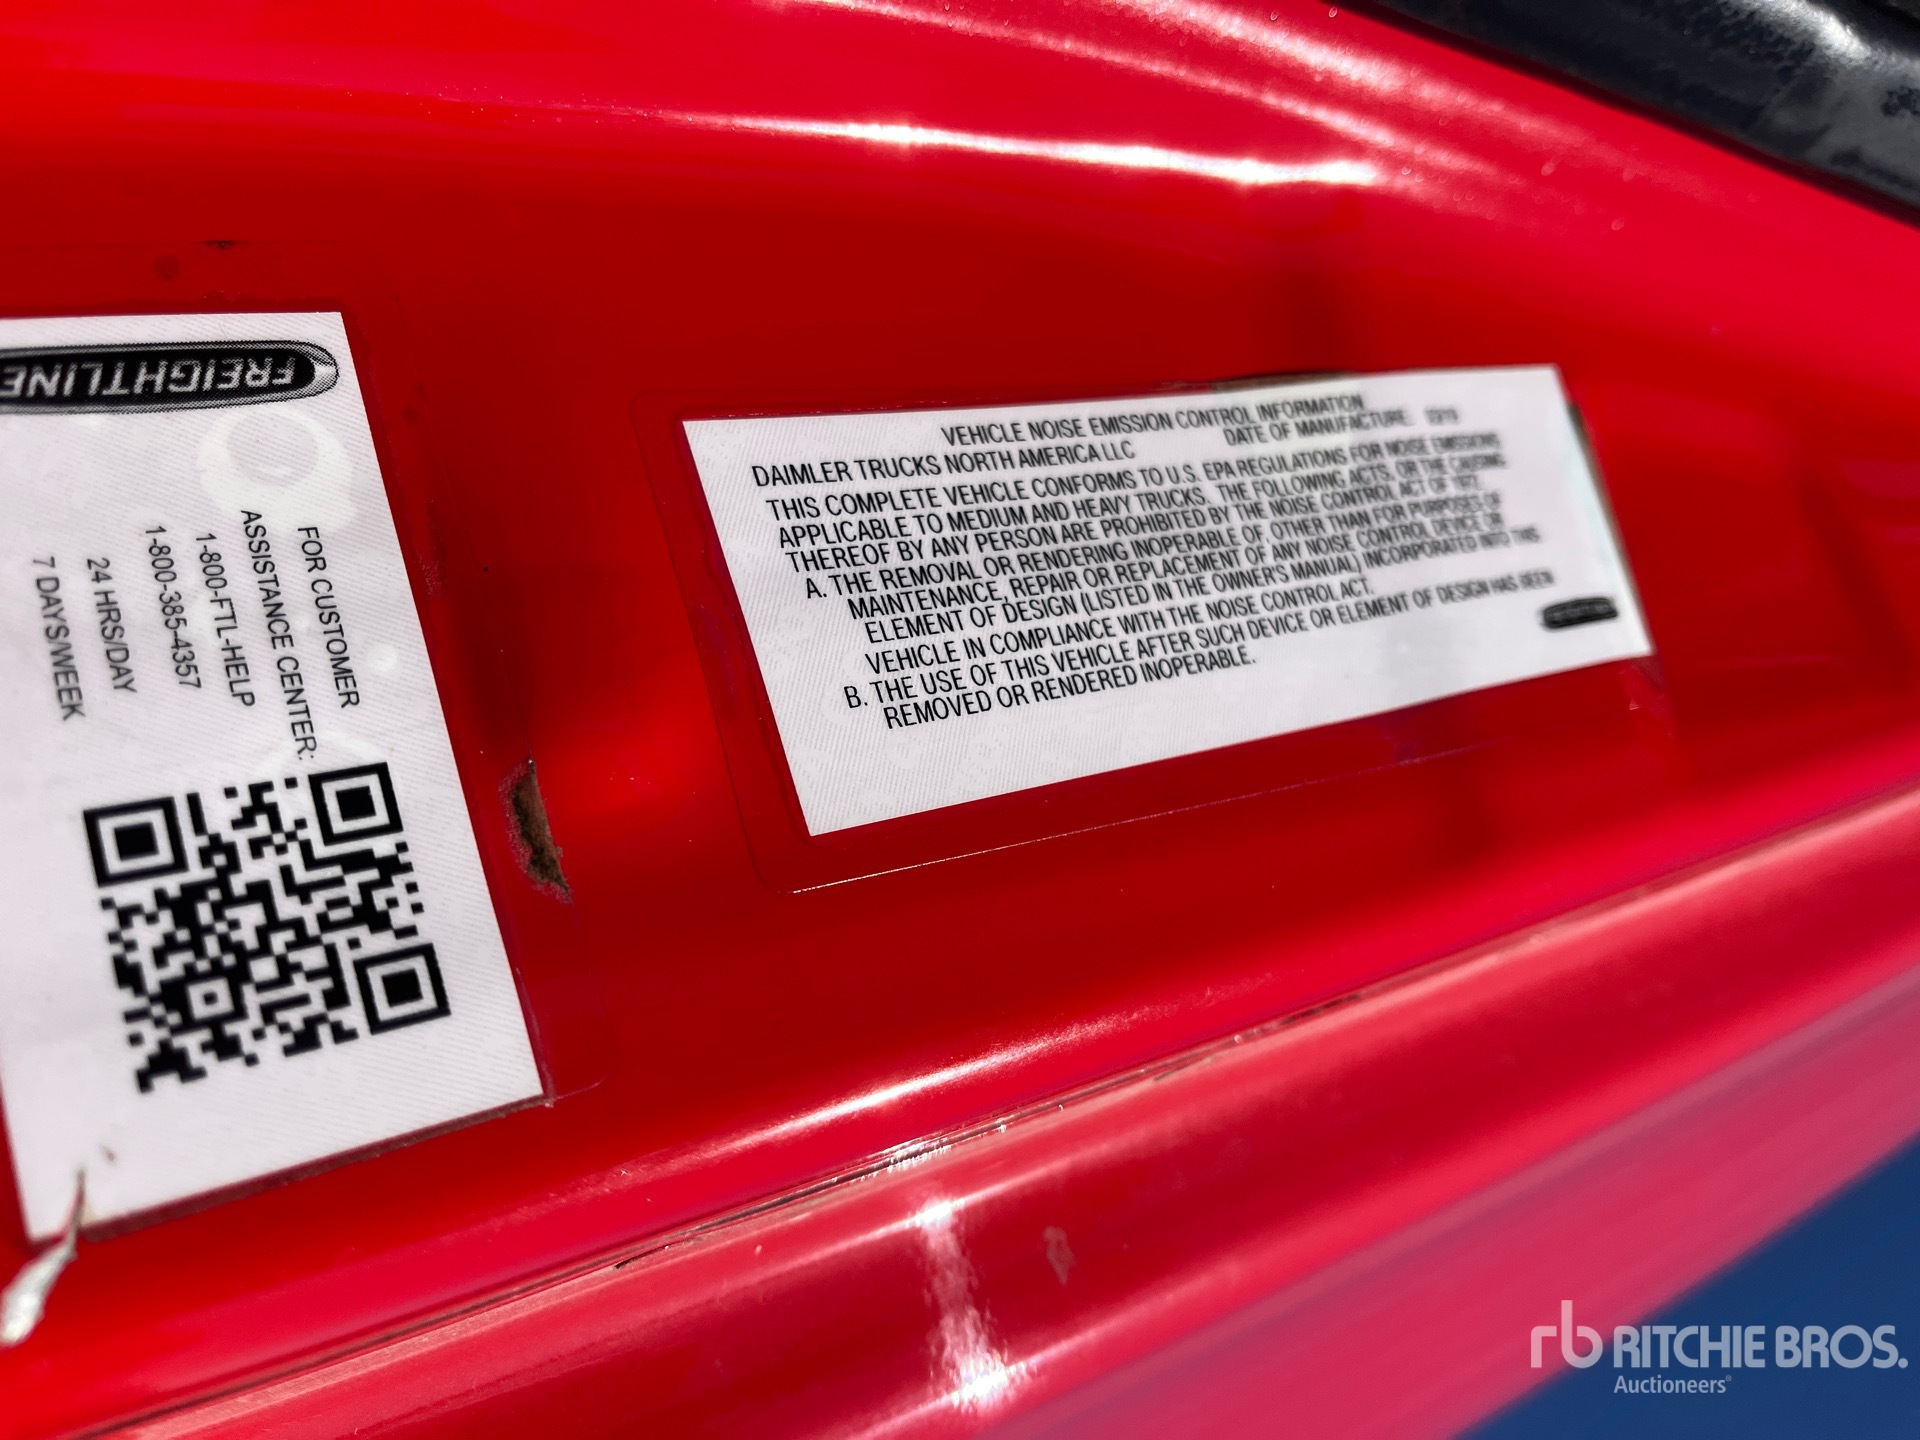 FREIGHTLINE
FOR CUSTOMER
ASSISTANCE CENTER:
1-800-FTL-HELP
1-800-385-4357
24 HRS/DAY
7 DAYS/WEEK
VEHICLE NOISE EMISSION CONTROL INFORMATION
DAIMLER TRUCKS NORTH AMERICA LLC DATE OF MANUFACTURE
THIS COMPLETE VEHICLE CONFORMS TO U.S. EPA REGULATIONS FOR NOISE EMISSIONS
APPLICABLE TO MEDIUM AND HEAVY TRUCKS. THE FOLLOWING ACTS, OR THE CAUSING
THEREOF BY ANY PERSON ARE PROHIBITED BY THE NOISE CONTROL ACT OF 1972.
A. THE REMOVAL OR RENDERING INOPERABLE OF, OTHER THAN FOR PURPOSES OF
MAINTENANCE, REPAIR OR REPLACEMENT OF ANY NOISE CONTROL DEVICE OR
ELEMENT OF DESIGN (LISTED IN THE OWNER'S MANUAL) INCORPORATED INTO THIS
VEHICLE IN COMPLIANCE WITH THE NOISE CONTROL ACT.
B. THE USE OF THIS VEHICLE AFTER SUCH DEVICE OR ELEMENT OF DESIGN HAS BEEN
REMOVED OR RENDERED INOPERABLE.
rb RITCHIE BROS.
Auctioneers